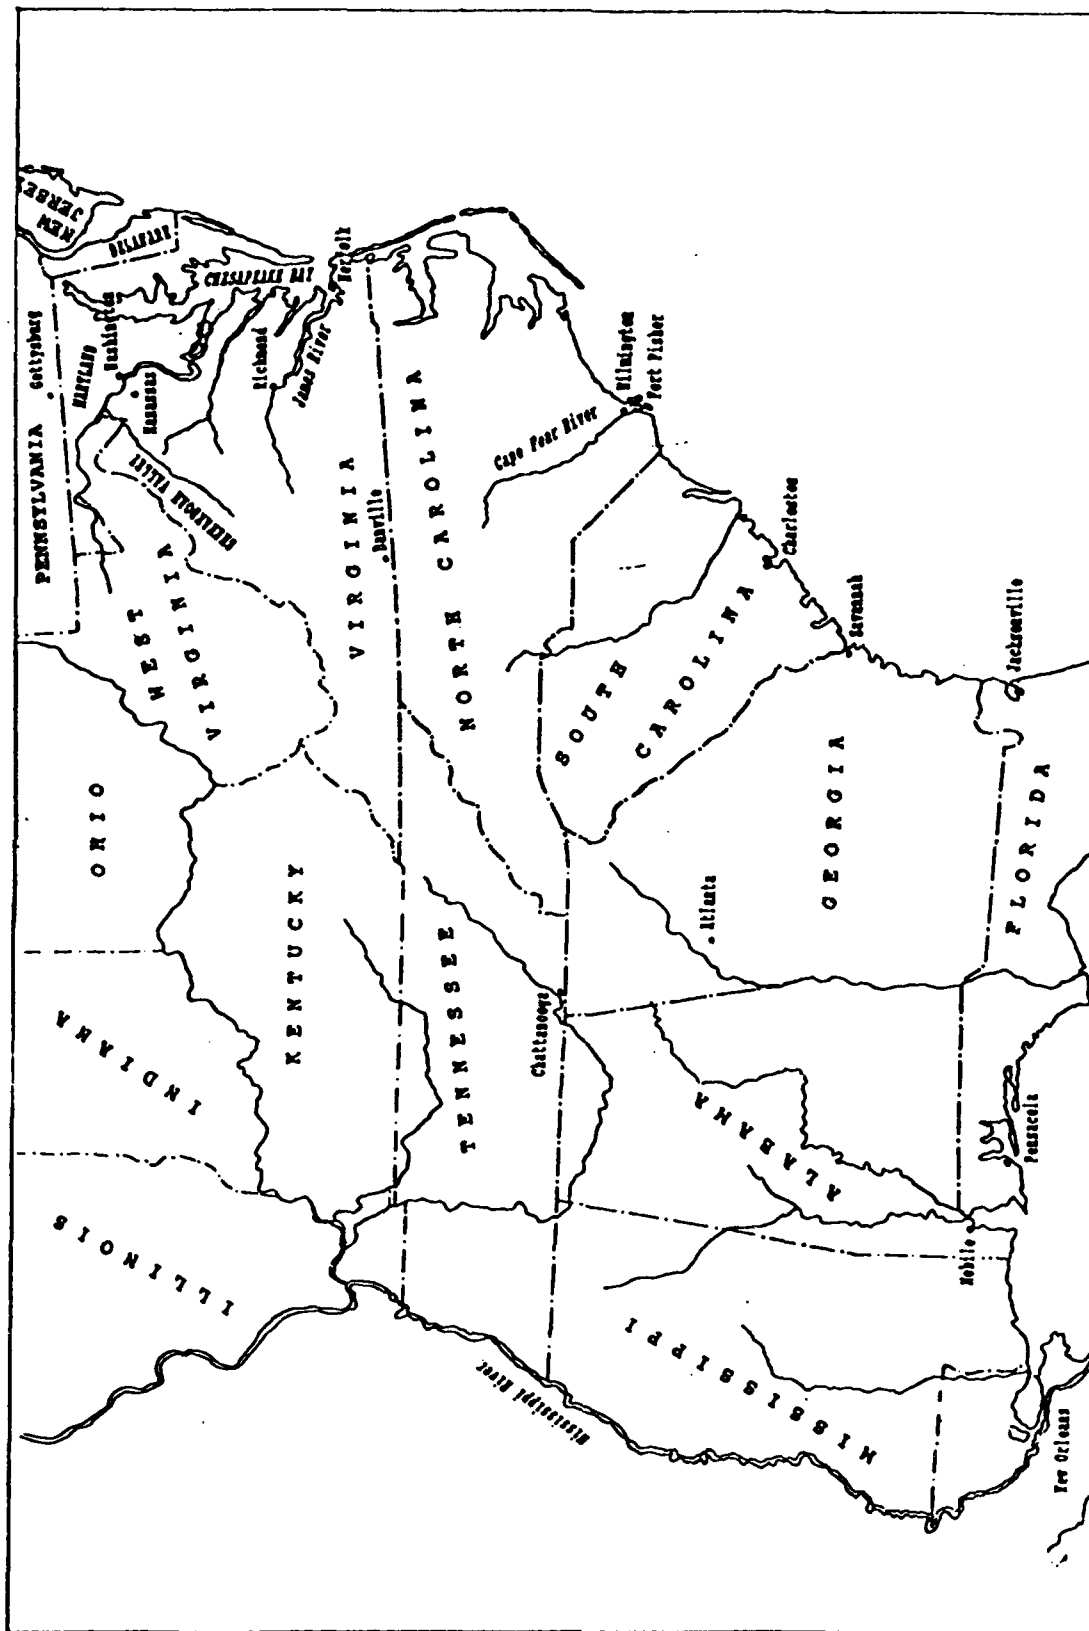 NEW
JERSEY
DELAWARE
CHESAPEAKE BAY
PENNSYLVANIA
Gettysburg
MARYLAND
Washington
Manassas
SHENANDOAH VALLEY
Richmond
James River
Norfolk
WEST
VIRGINIA
VIRGINIA
Danville
OHIO
INDIANA
ILLINOIS
KENTUCKY
TENNESSEE
Chattanooga
NORTH CAROLINA
Cape Fear River
Wilmington
Fort Fisher
SOUTH
CAROLINA
Charleston
Savannah
GEORGIA
Atlanta
Jacksonville
FLORIDA
ALABAMA
Mobile
Pensacola
MISSISSIPPI
Mississippi River
New Orleans